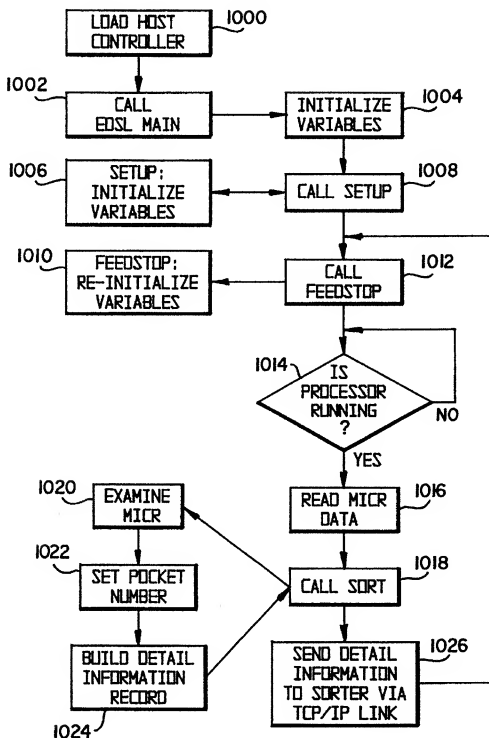 1000
LOAD HOST
CONTROLLER
1002
CALL
EDSL MAIN
1004
INITIALIZE
VARIABLES
1006
SETUP:
INITIALIZE
VARIABLES
1008
CALL SETUP
1010
FEEDSTOP:
RE-INITIALIZE
VARIABLES
1012
CALL
FEEDSTOP
1014
IS
PROCESSOR
RUNNING
?
NO
YES
1016
READ MICR
DATA
1018
CALL SORT
1020
EXAMINE
MICR
1022
SET POCKET
NUMBER
BUILD DETAIL
INFORMATION
RECORD
1024
1026
SEND DETAIL
INFORMATION
TO SORTER VIA
TCP/IP LINK